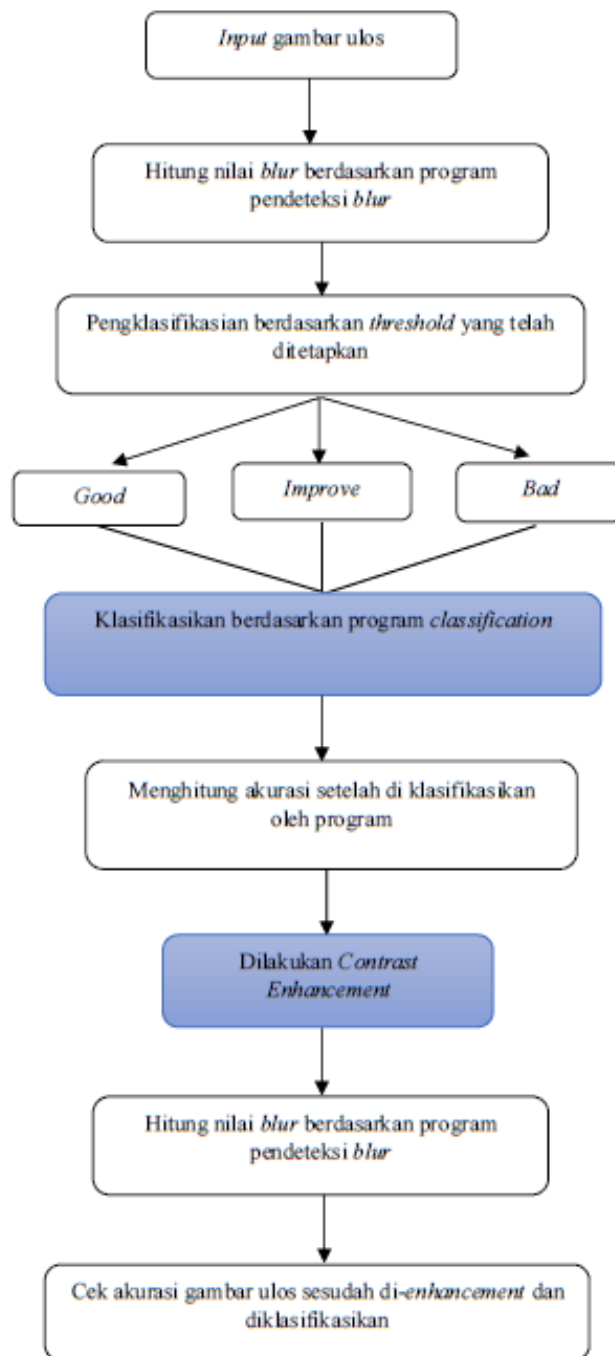 Input gambar ulos
Hitung nilai blur berdasarkan program
pendeteksi blur
Pengklasifikasian berdasarkan threshold yang telah
ditetapkan
Good
Improve
Bad
Klasifikasikan berdasarkan program classification
Menghitung akurasi setelah di klasifikasikan
oleh program
Dilakukan Contrast
Enhancement
Hitung nilai blur berdasarkan program
pendeteksi blur
Cek akurasi gambar ulos sesudah di-enhancement dan
diklasifikasikan